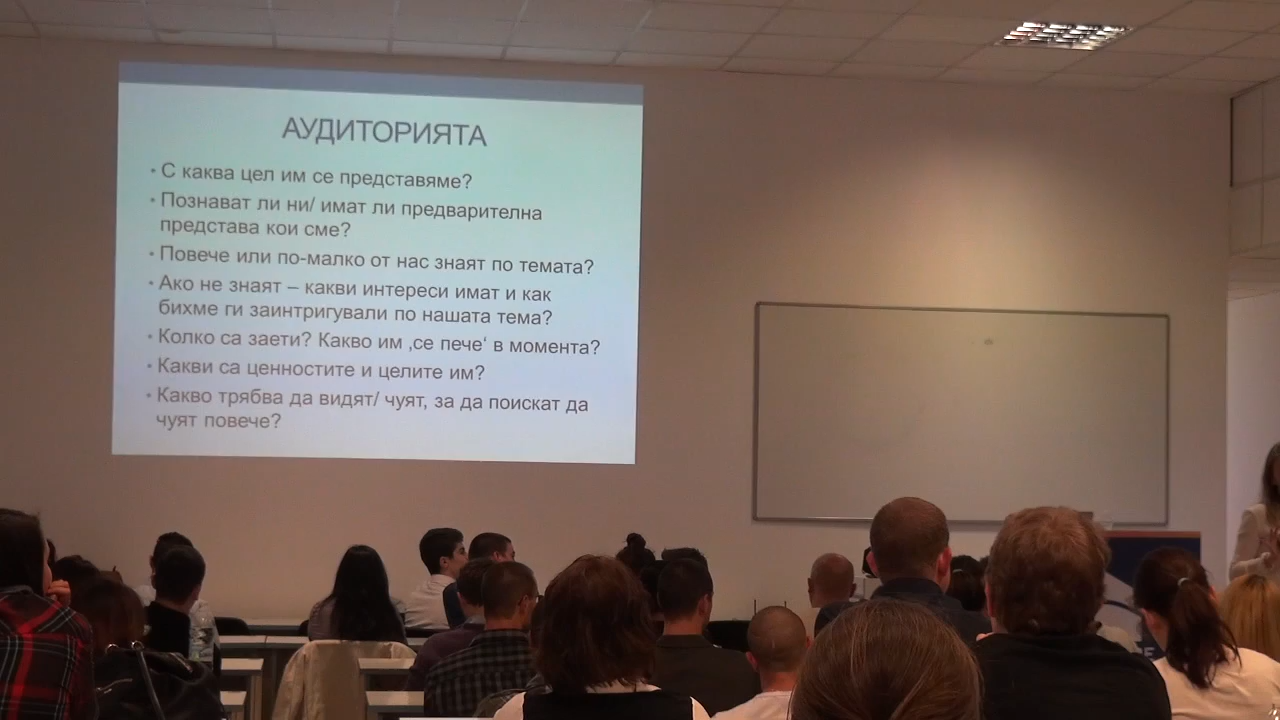 АУДИТОРИЯТА
• С каква цел им се представяме?
• Познават ли ни/ имат ли предварителна
представа кои сме?
• Повече или по-малко от нас знаят по темата?
• Ако не знаят – какви интереси имат и как
бихме ги заинтригували по нашата тема?
• Колко са заети? Какво им ‚се пече‘ в момента?
• Какви са ценностите и целите им?
• Какво трябва да видят/ чуят, за да поискат да
чуят повече?